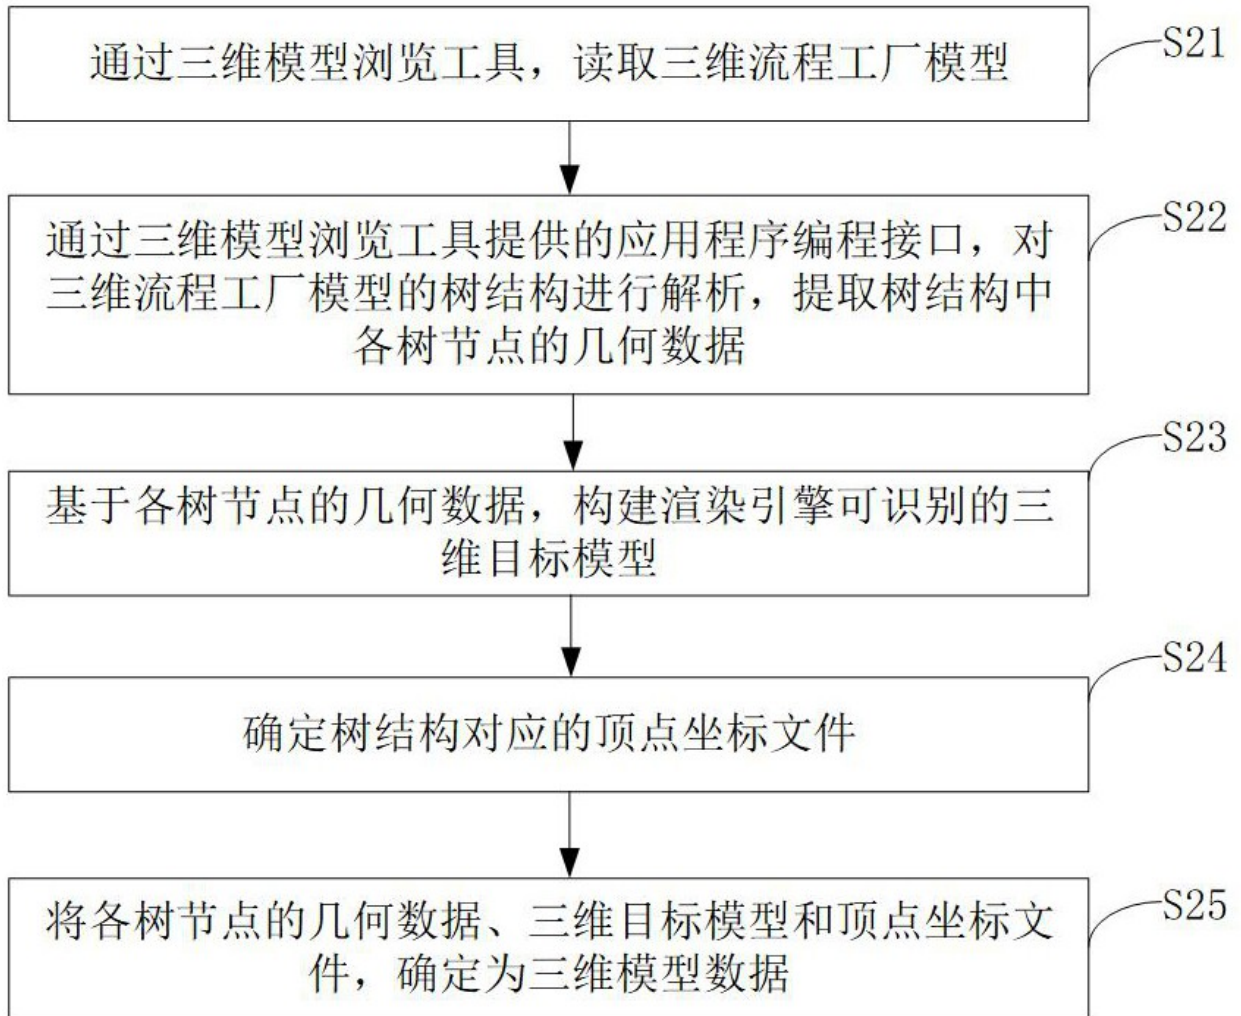 通过三维模型浏览工具，读取三维流程工厂模型
S21
通过三维模型浏览工具提供的应用程序编程接口，对
三维流程工厂模型的树结构进行解析，提取树结构中
各树节点的几何数据
S22
基于各树节点的几何数据，构建渲染引擎可识别的三
维目标模型
S23
确定树结构对应的顶点坐标文件
S24
将各树节点的几何数据、三维目标模型和顶点坐标文
件，确定为三维模型数据
S25